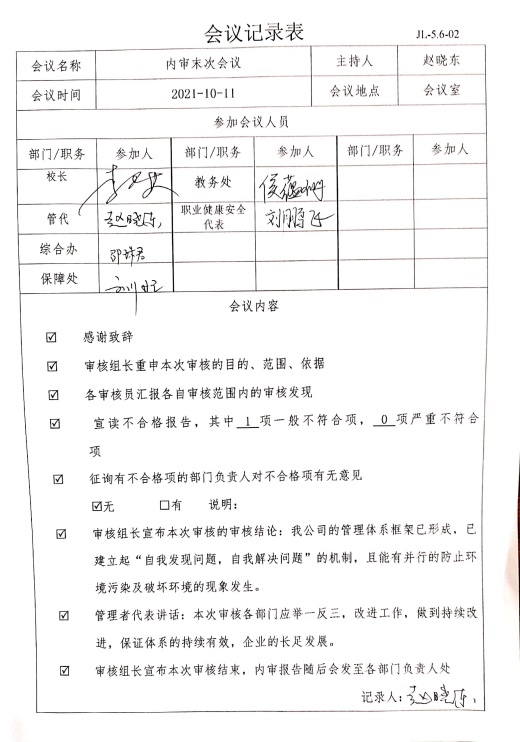 会议记录表 JL-5.6-02
会议名称 内审末次会议 主持人 赵晓东
会议时间 2021-10-11 会议地点 会议室
参加会议人员
部门/职务 参加人 部门/职务 参加人 部门/职务 参加人
校长 教务处
管代 赵晓东 职业健康安全代表 刘鹏飞
综合办
保障处
会议内容
☑ 感谢致辞
☑ 审核组长重申本次审核的目的、范围、依据
☑ 各审核员汇报各自审核范围内的审核发现
☑ 宣读不合格报告，其中 1 项一般不符合项， 0 项严重不符合
项
☑ 征询有不合格项的部门负责人对不合格项有无意见
☑无 □有 说明：
☑ 审核组长宣布本次审核的审核结论：我公司的管理体系框架已形成，已
建立起“自我发现问题，自我解决问题”的机制，且能有并行的防止环
境污染及破坏环境的现象发生。
☑ 管理者代表讲话：本次审核各部门应举一反三，改进工作，做到持续改
进，保证体系的持续有效，企业的长足发展。
☑ 审核组长宣布本次审核结束，内审报告随后会发至各部门负责人处
记录人：赵晓东